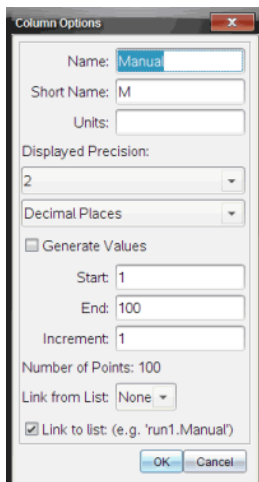 Column Options
x
Name: Manual
Short Name: M
Units:
Displayed Precision:
2
Decimal Places
Generate Values
Start: 1
End: 100
Increment: 1
Number of Points: 100
Link from List: None
Link to list: (e.g. 'run1.Manual')
OK Cancel